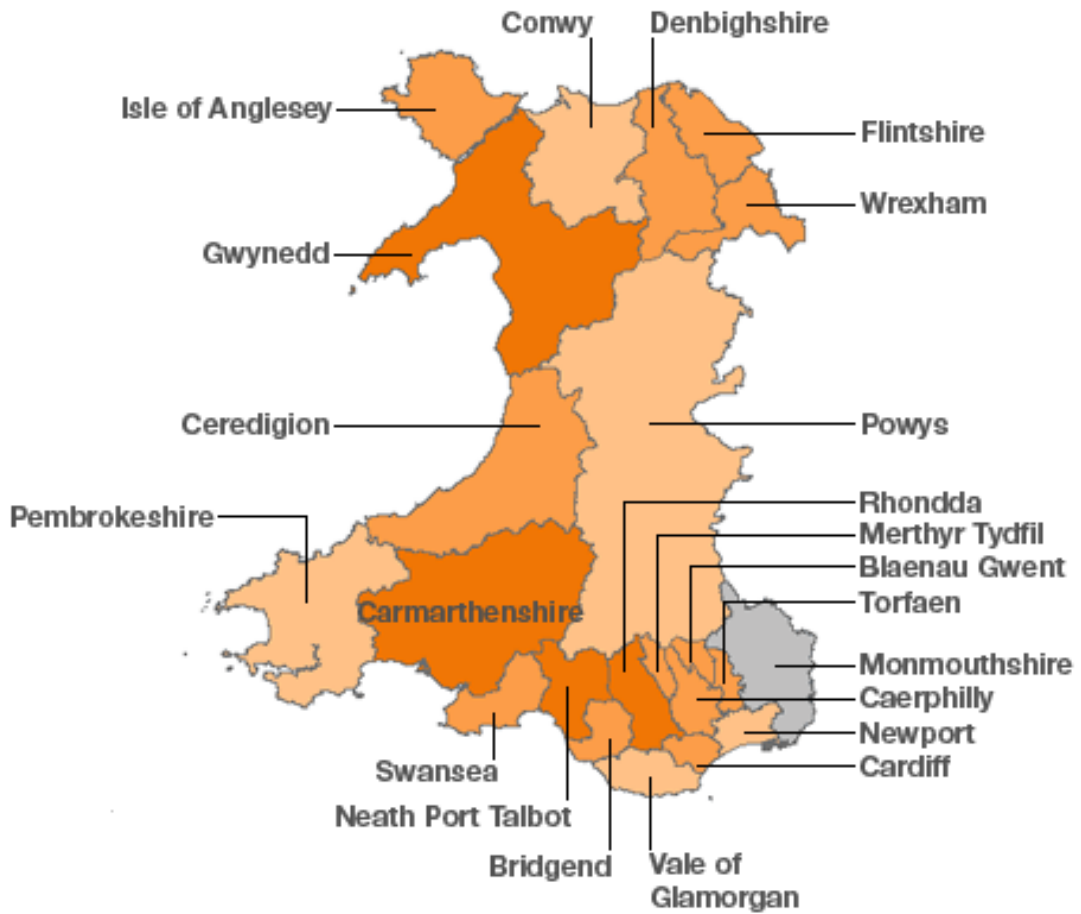 Conwy
Denbighshire
Isle of Anglesey
Flintshire
Wrexham
Gwynedd
Ceredigion
Powys
Pembrokeshire
Rhondda
Merthyr Tydfil
Blaenau Gwent
Torfaen
Carmarthenshire
Monmouthshire
Caerphilly
Newport
Cardiff
Swansea
Neath Port Talbot
Bridgend
Vale of
Glamorgan